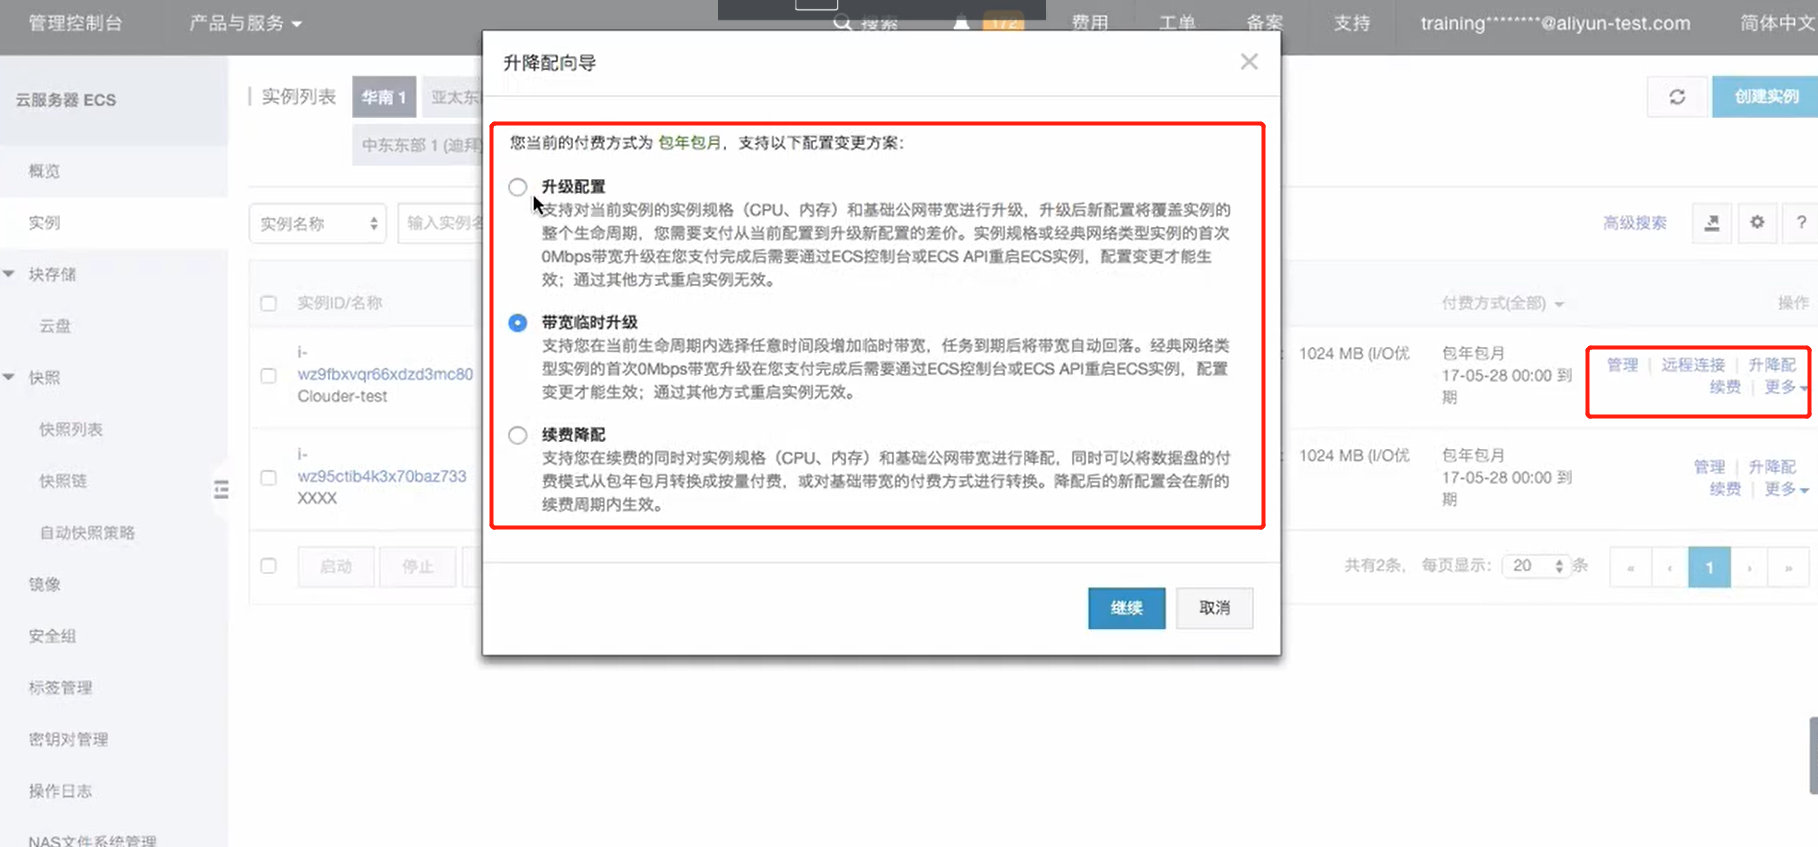 管理控制台
产品与服务
搜索
172
费用
工单
备案
支持
training********@aliyun-test.com
简体中文
云服务器 ECS
概览
实例
块存储
云盘
快照
快照列表
快照链
自动快照策略
镜像
安全组
标签管理
密钥对管理
操作日志
NAS文件系统管理
实例列表
华南 1
亚太东
中东东部 1 (迪拜
创建实例
实例名称
输入实例名
高级搜索
?
实例ID/名称
付费方式(全部)
操作
i-
wz9fbxvqr66xdzd3mc80
Clouder-test
1024 MB (I/O优
包年包月
17-05-28 00:00 到
期
管理 | 远程连接 | 升降配
续费 | 更多
i-
wz95ctib4k3x70baz733
XXXX
1024 MB (I/O优
包年包月
17-05-28 00:00 到
期
管理 | 升降配
续费 | 更多
启动
停止
共有2条， 每页显示： 20 条
« ‹ 1 › »
升降配向导
您当前的付费方式为 包年包月，支持以下配置变更方案：
升级配置
支持对当前实例的实例规格（CPU、内存）和基础公网带宽进行升级，升级后新配置将覆盖实例的
整个生命周期，您需要支付从当前配置到升级新配置的差价。实例规格或经典网络类型实例的首次
0Mbps带宽升级在您支付完成后需要通过ECS控制台或ECS API重启ECS实例，配置变更才能生
效；通过其他方式重启实例无效。
带宽临时升级
支持您在当前生命周期内选择任意时间段增加临时带宽，任务到期后将带宽自动回落。经典网络类
型实例的首次0Mbps带宽升级在您支付完成后需要通过ECS控制台或ECS API重启ECS实例，配置
变更才能生效；通过其他方式重启实例无效。
续费降配
支持您在续费的同时对实例规格（CPU、内存）和基础公网带宽进行降配，同时可以将数据盘的付
费模式从包年包月转换成按量付费，或对基础带宽的付费方式进行转换。降配后的新配置会在新的
续费周期内生效。
继续
取消